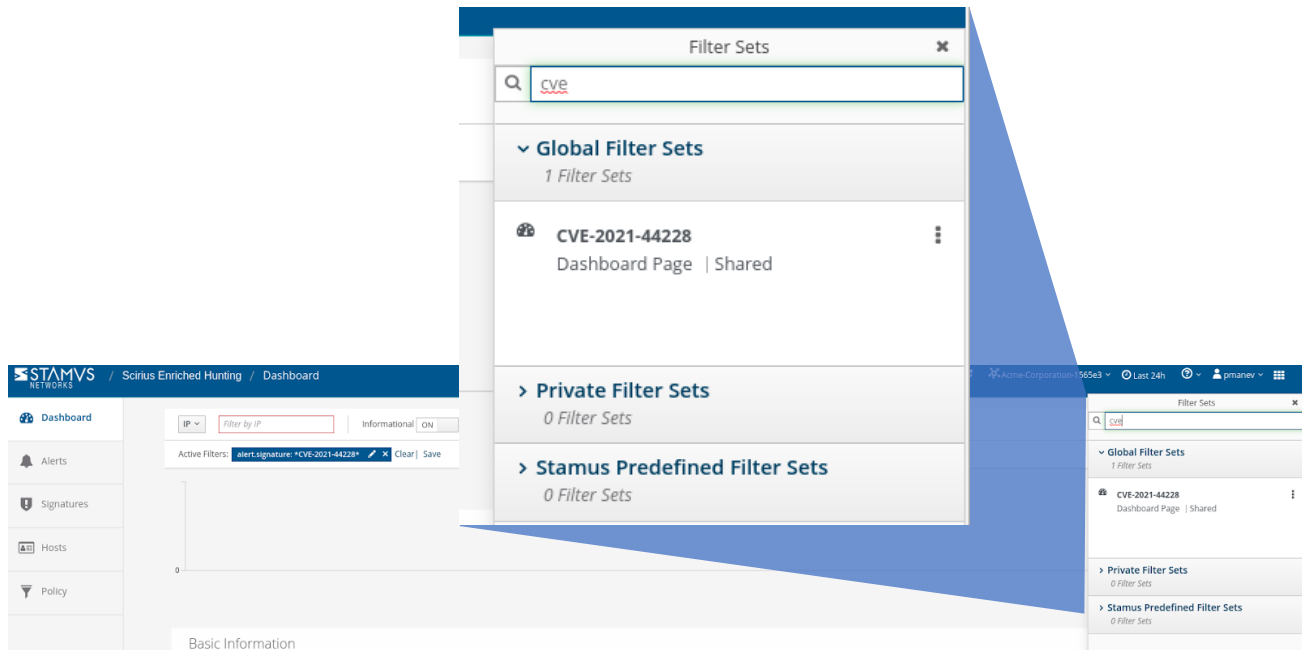 Filter Sets
cve
Global Filter Sets
1 Filter Sets
CVE-2021-44228
Dashboard Page | Shared
Private Filter Sets
0 Filter Sets
Stamus Predefined Filter Sets
0 Filter Sets
STAMVS NETWORKS / Scirius Enriched Hunting / Dashboard
Acme-Corporation-1565e3 Last 24h pmanev
Dashboard
Alerts
Signatures
Hosts
Policy
IP Filter by IP Informational ON
Active Filters: alert.signature: *CVE-2021-44228* Clear| Save
0
Basic Information
Filter Sets
cve
Global Filter Sets
1 Filter Sets
CVE-2021-44228
Dashboard Page | Shared
Private Filter Sets
0 Filter Sets
Stamus Predefined Filter Sets
0 Filter Sets